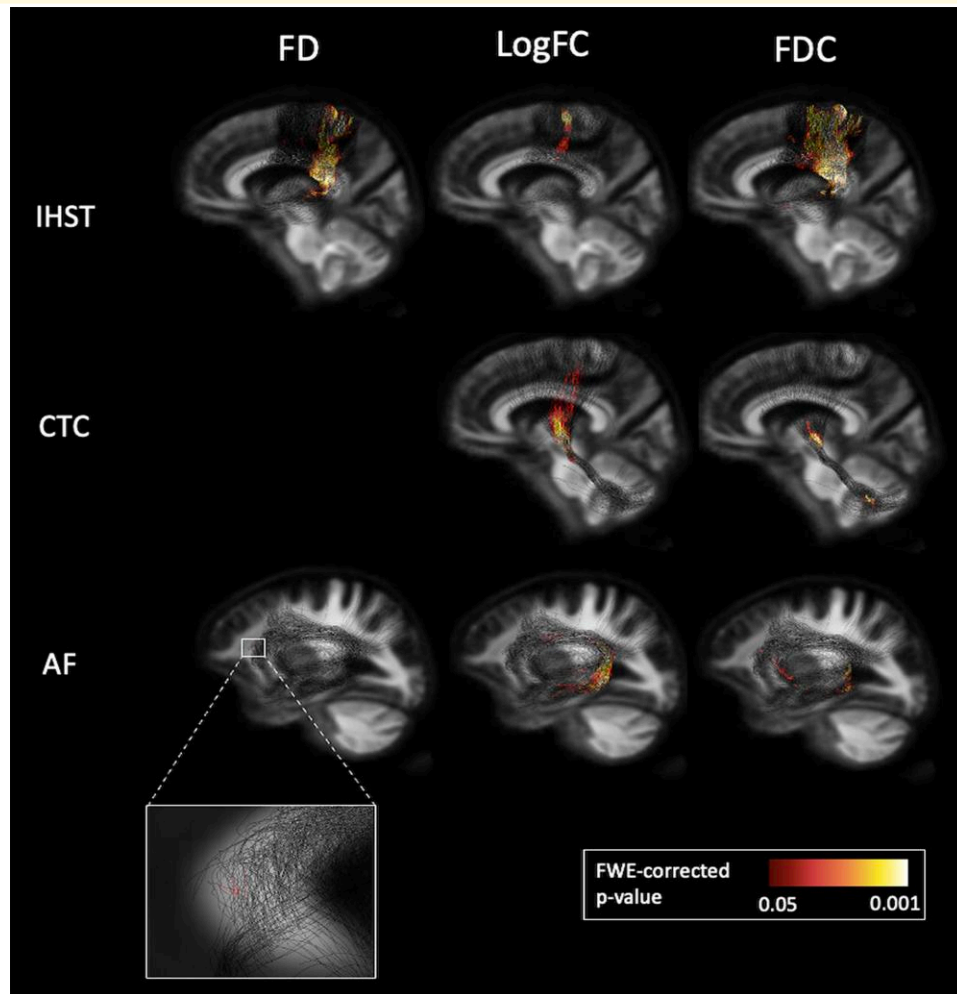 FD
LogFC
FDC
IHST
CTC
AF
FWE-corrected
p-value
0.05
0.001